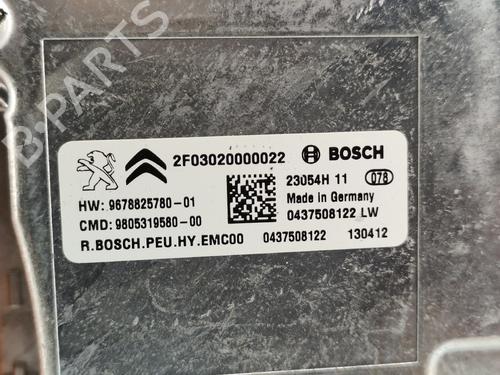 2F03020000022 BOSCH
HW: 9678825780-01
CMD: 9805319580-00
R.BOSCH.PEU.HY.EMC00
23054H 11 078
Made in Germany
0437508122 LW
0437508122 130412
B-PARTS